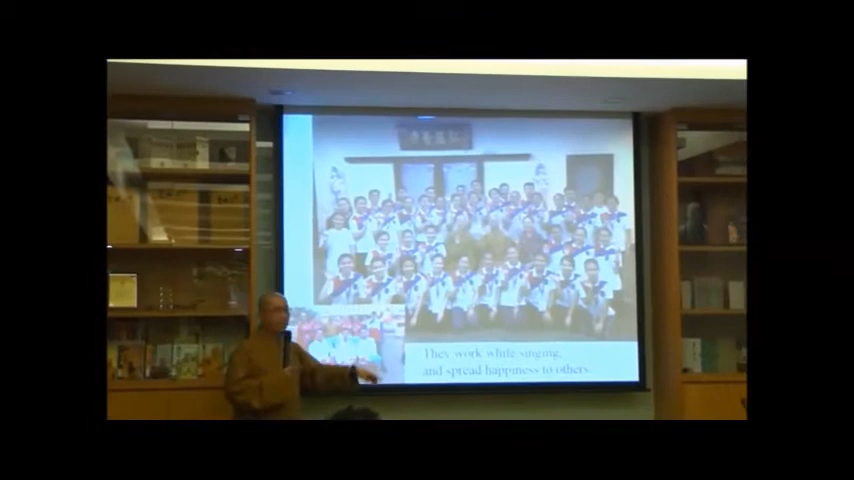 They work while singing,
and spread happiness to others.